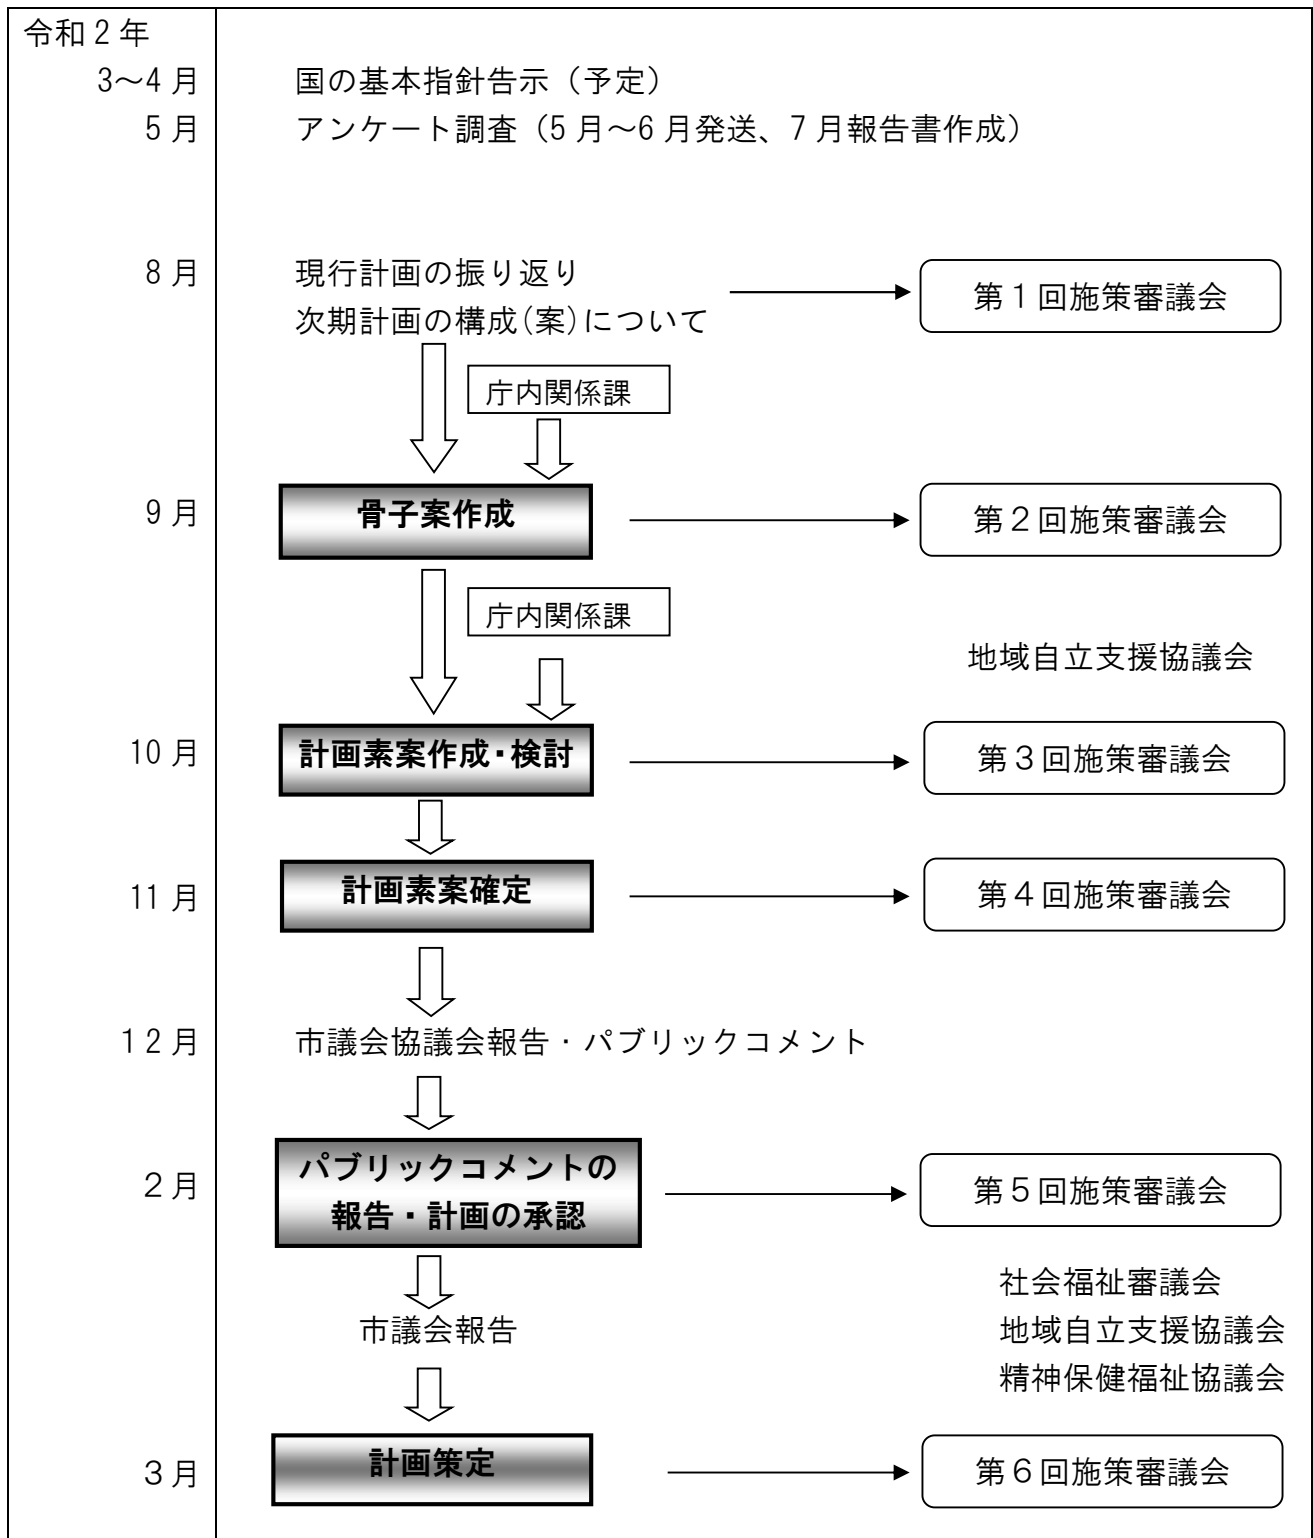 令和２年
3～4 月
国の基本指針告示（予定）
5 月
アンケート調査（5 月～6 月発送、7 月報告書作成）
8 月
現行計画の振り返り
次期計画の構成(案)について
第１回施策審議会
庁内関係課
9 月
骨子案作成
第２回施策審議会
庁内関係課
地域自立支援協議会
10 月
計画素案作成・検討
第３回施策審議会
11 月
計画素案確定
第４回施策審議会
12 月
市議会協議会報告・パブリックコメント
２月
パブリックコメントの
報告・計画の承認
第５回施策審議会
社会福祉審議会
市議会報告
地域自立支援協議会
精神保健福祉協議会
３月
計画策定
第６回施策審議会